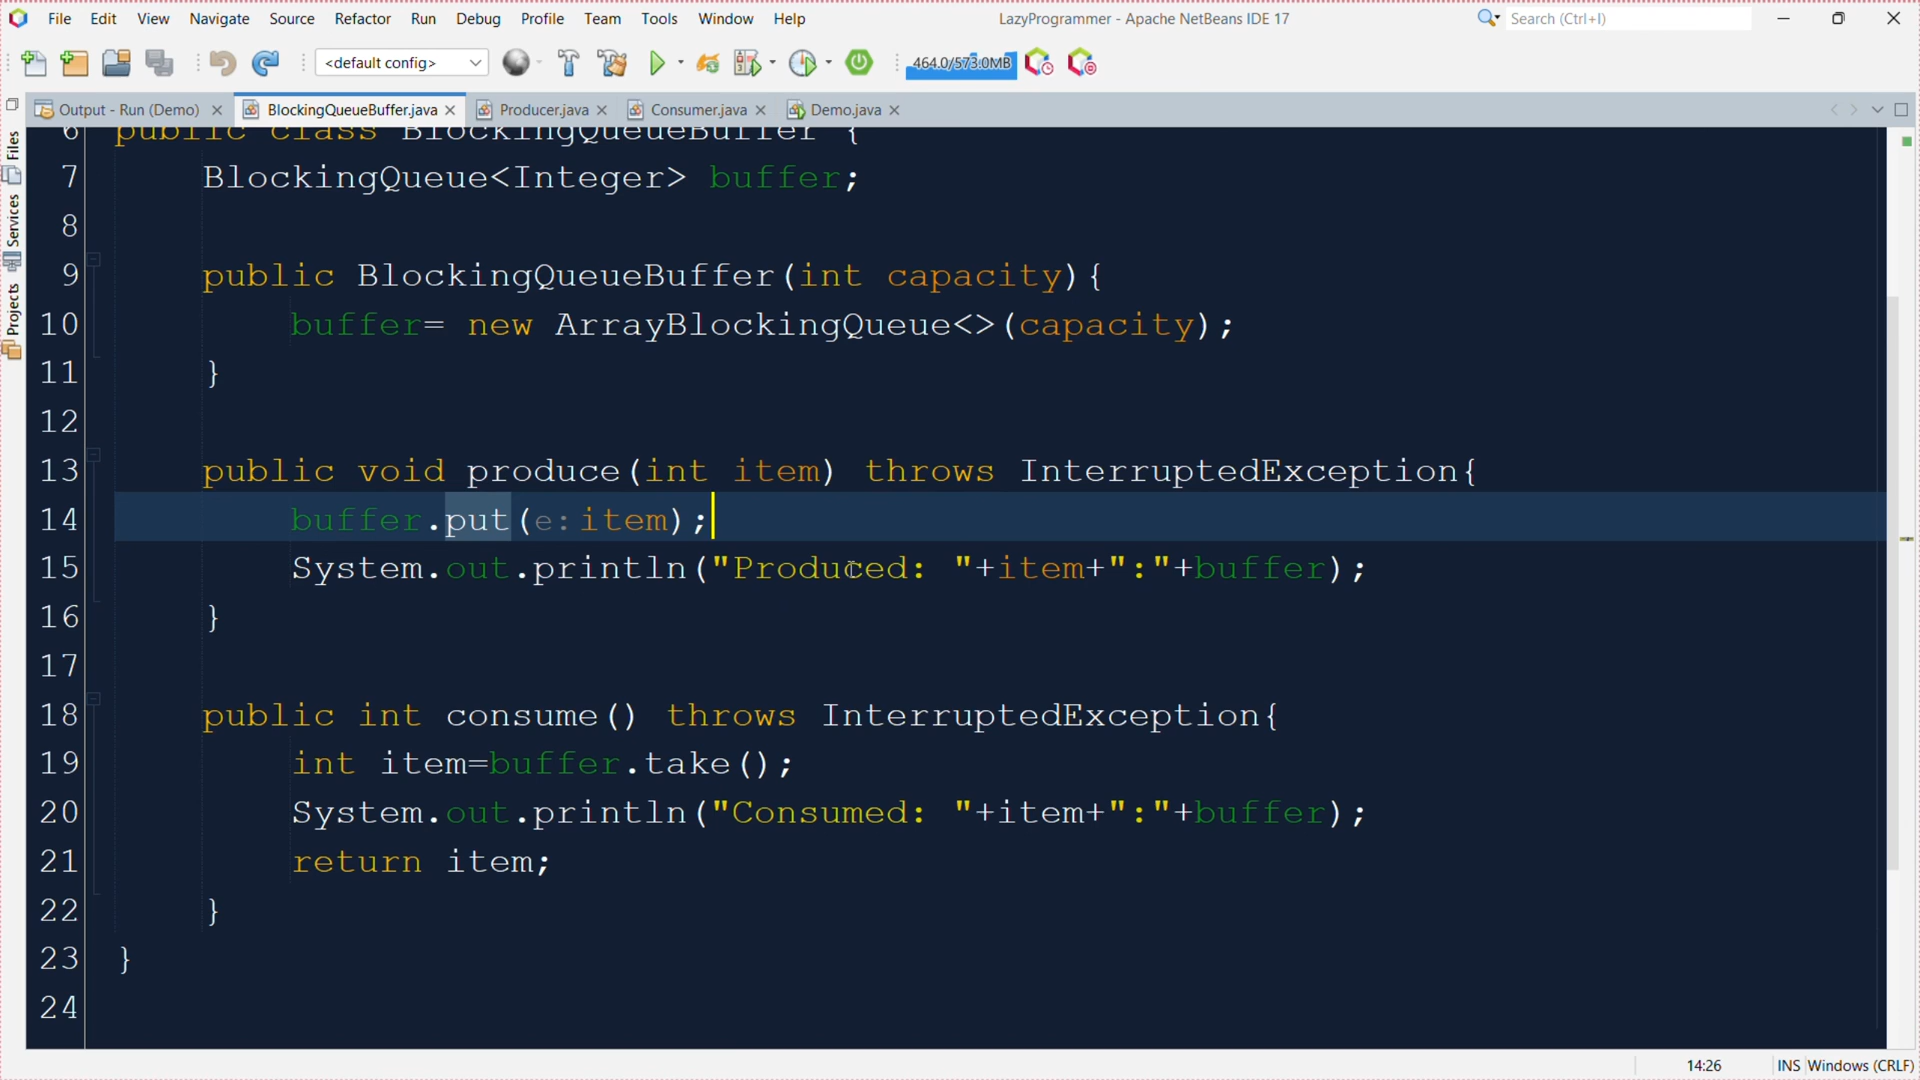 File Edit View Navigate Source Refactor Run Debug Profile Team Tools Window Help LazyProgrammer - Apache NetBeans IDE 17 Search (Ctrl+I)
<default config> 464.0/573.0MB
Output - Run (Demo) BlockingQueueBuffer.java Producer.java Consumer.java Demo.java
Files
Services
Projects
6 public class BlockingQueueBuffer {
7 BlockingQueue<Integer> buffer;
8
9 public BlockingQueueBuffer(int capacity){
10 buffer= new ArrayBlockingQueue<>(capacity);
11 }
12
13 public void produce(int item) throws InterruptedException{
14 buffer.put(e:item);
15 System.out.println("Produced: "+item+":"+buffer);
16 }
17
18 public int consume() throws InterruptedException{
19 int item=buffer.take();
20 System.out.println("Consumed: "+item+":"+buffer);
21 return item;
22 }
23 }
24
14:26 INS Windows (CRLF)